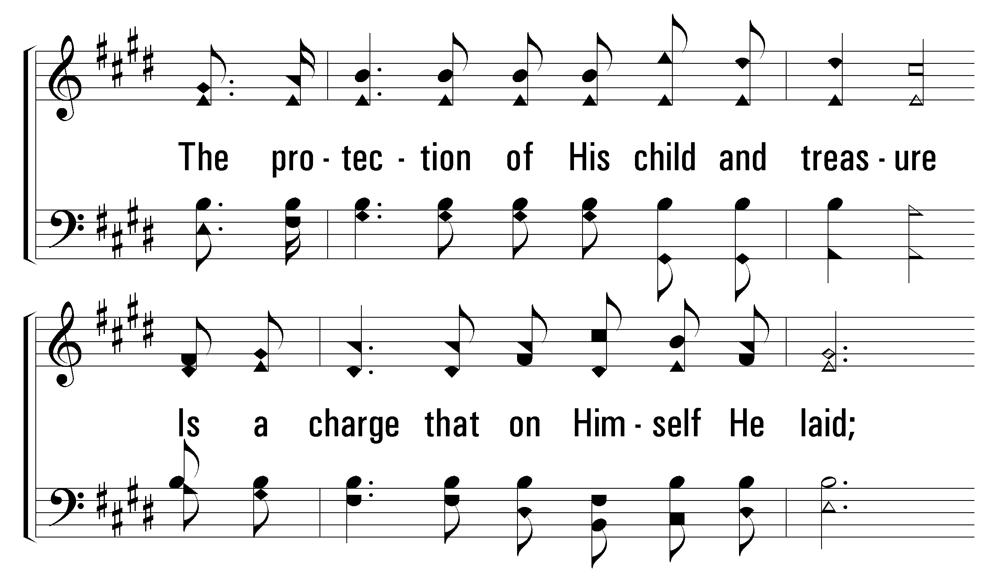 The pro - tec - tion of His child and treas - ure
Is a charge that on Him - self He laid;